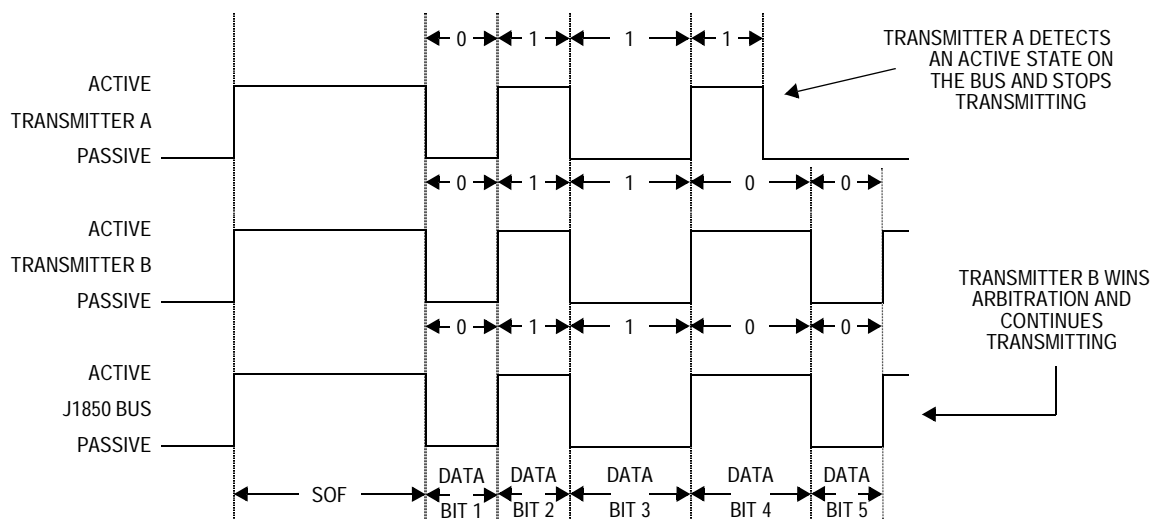 0 1 1 1
TRANSMITTER A DETECTS
AN ACTIVE STATE ON
THE BUS AND STOPS
TRANSMITTING
ACTIVE
TRANSMITTER A
PASSIVE
0 1 1 0 0
ACTIVE
TRANSMITTER B
PASSIVE
TRANSMITTER B WINS
ARBITRATION AND
CONTINUES
TRANSMITTING
0 1 1 0 0
ACTIVE
J1850 BUS
PASSIVE
SOF
DATA
BIT 1
DATA
BIT 2
DATA
BIT 3
DATA
BIT 4
DATA
BIT 5